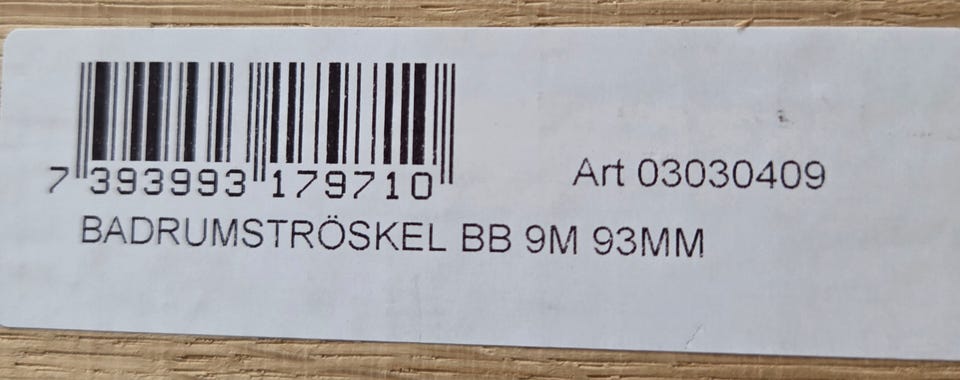 7 393993 179710
Art 03030409
BADRUMSTRÖSKEL BB 9M 93MM